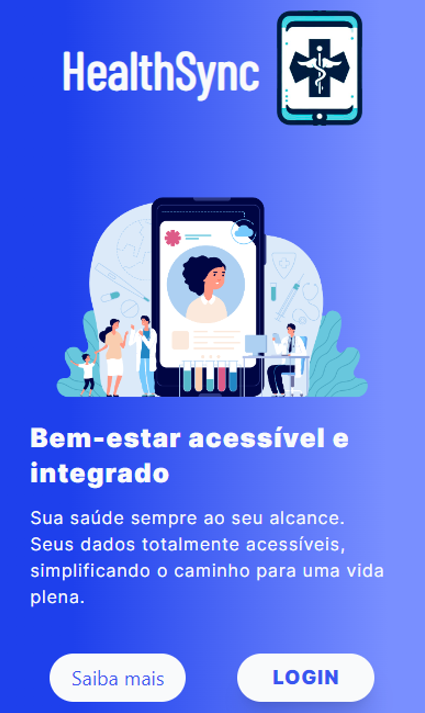 HealthSync
Bem-estar acessível e
integrado
Sua saúde sempre ao seu alcance.
Seus dados totalmente acessíveis,
simplificando o caminho para uma vida
plena.
Saiba mais
LOGIN